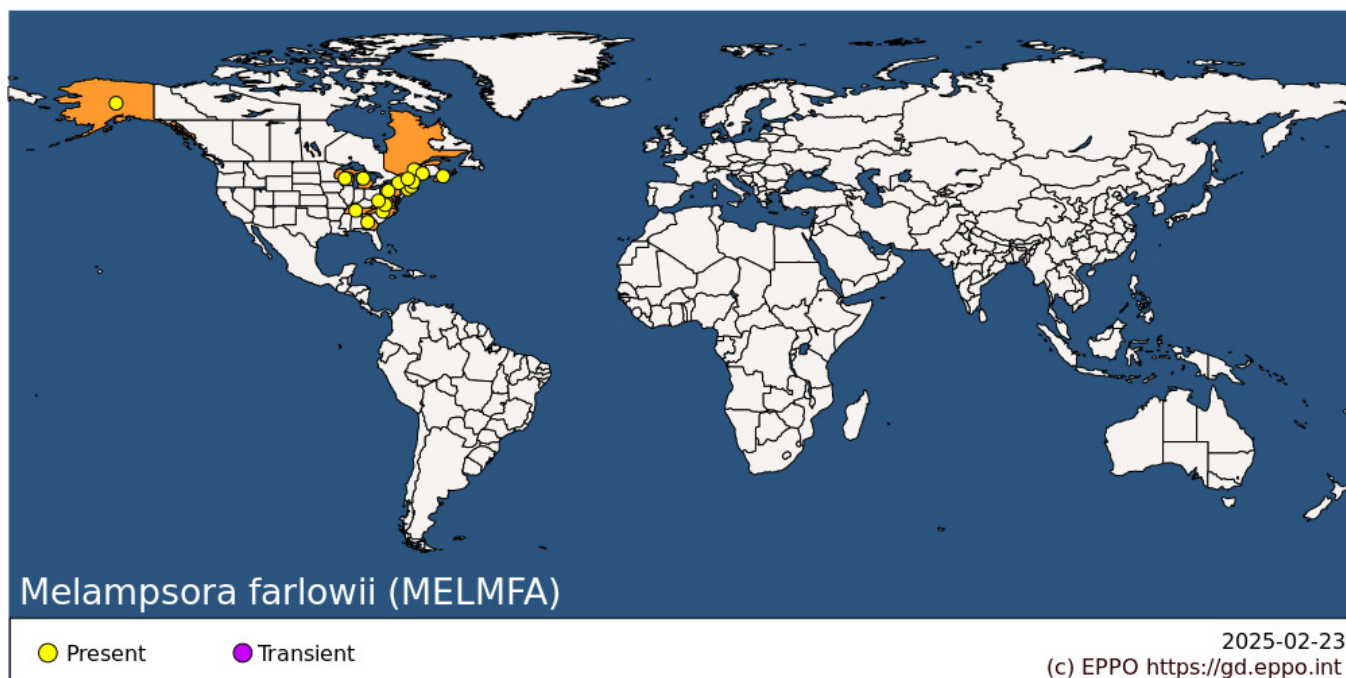 Melampsora farlowii (MELMFA)
Present
Transient
2025-02-23
(c) EPPO https://gd.eppo.int